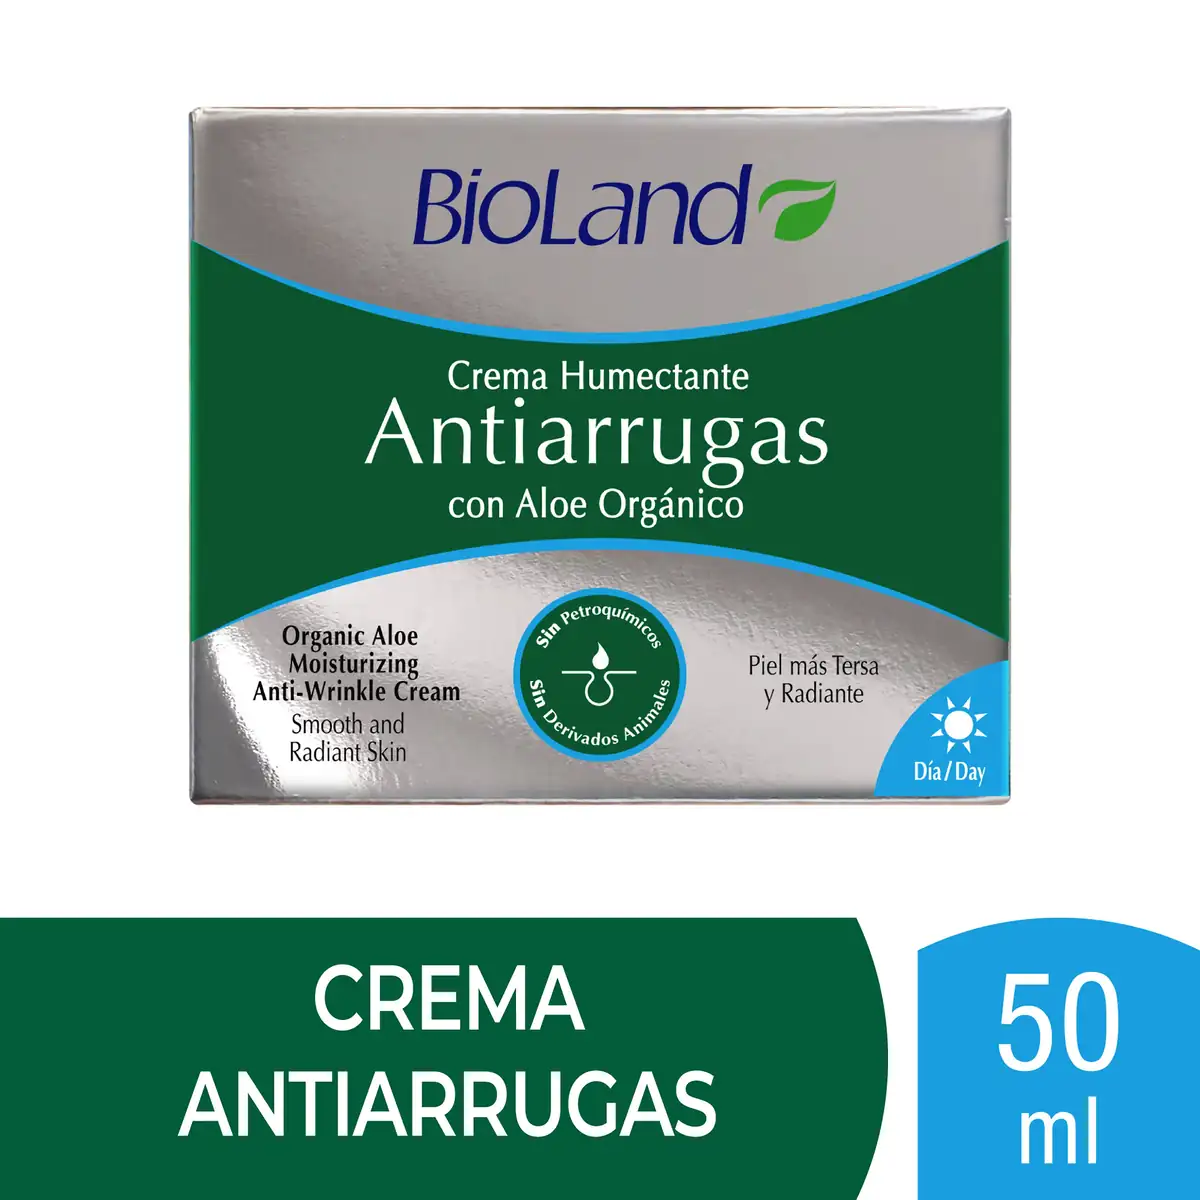 BioLand
Crema Humectante
Antiarrugas
con Aloe Orgánico
Organic Aloe
Moisturizing
Anti-Wrinkle Cream
Smooth and
Radiant Skin
Sin Petroquímicos
Sin Derivados Animales
Piel más Tersa
y Radiante
Día/Day
CREMA
ANTIARRUGAS
50
ml